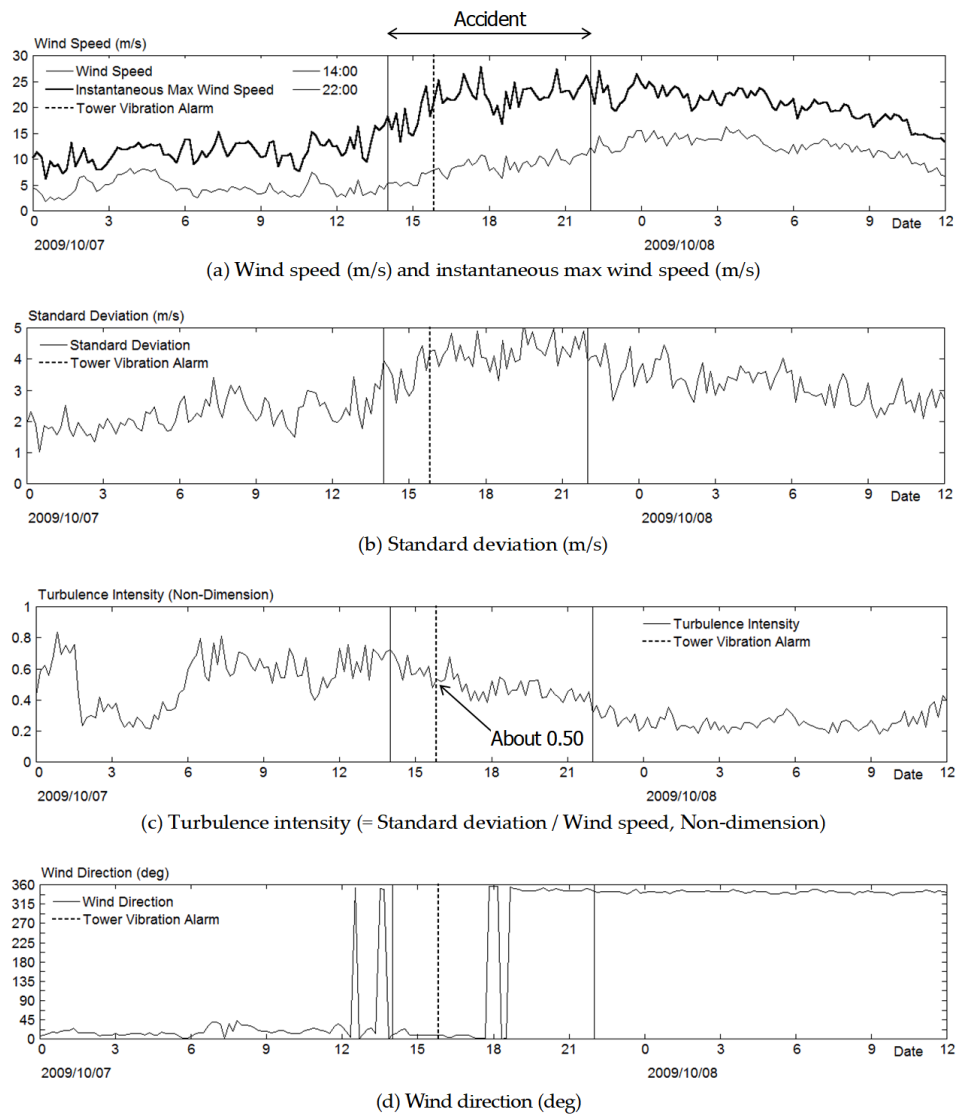 Accident
Wind Speed (m/s)
30
25
20
15
10
5
0
Wind Speed
14:00
Instantaneous Max Wind Speed
22:00
Tower Vibration Alarm
0 3 6 9 12 15 18 21 0 3 6 9 Date 12
2009/10/07 2009/10/08
(a) Wind speed (m/s) and instantaneous max wind speed (m/s)
Standard Deviation (m/s)
5
4
3
2
1
0
Standard Deviation
Tower Vibration Alarm
0 3 6 9 12 15 18 21 0 3 6 9 Date 12
2009/10/07 2009/10/08
(b) Standard deviation (m/s)
Turbulence Intensity (Non-Dimension)
1
0.8
0.6
0.4
0.2
0
Turbulence Intensity
Tower Vibration Alarm
About 0.50
0 3 6 9 12 15 18 21 0 3 6 9 Date 12
2009/10/07 2009/10/08
(c) Turbulence intensity (= Standard deviation / Wind speed, Non-dimension)
Wind Direction (deg)
360
315
270
225
180
135
90
45
0
Wind Direction
Tower Vibration Alarm
0 3 6 9 12 15 18 21 0 3 6 9 Date 12
2009/10/07 2009/10/08
(d) Wind direction (deg)